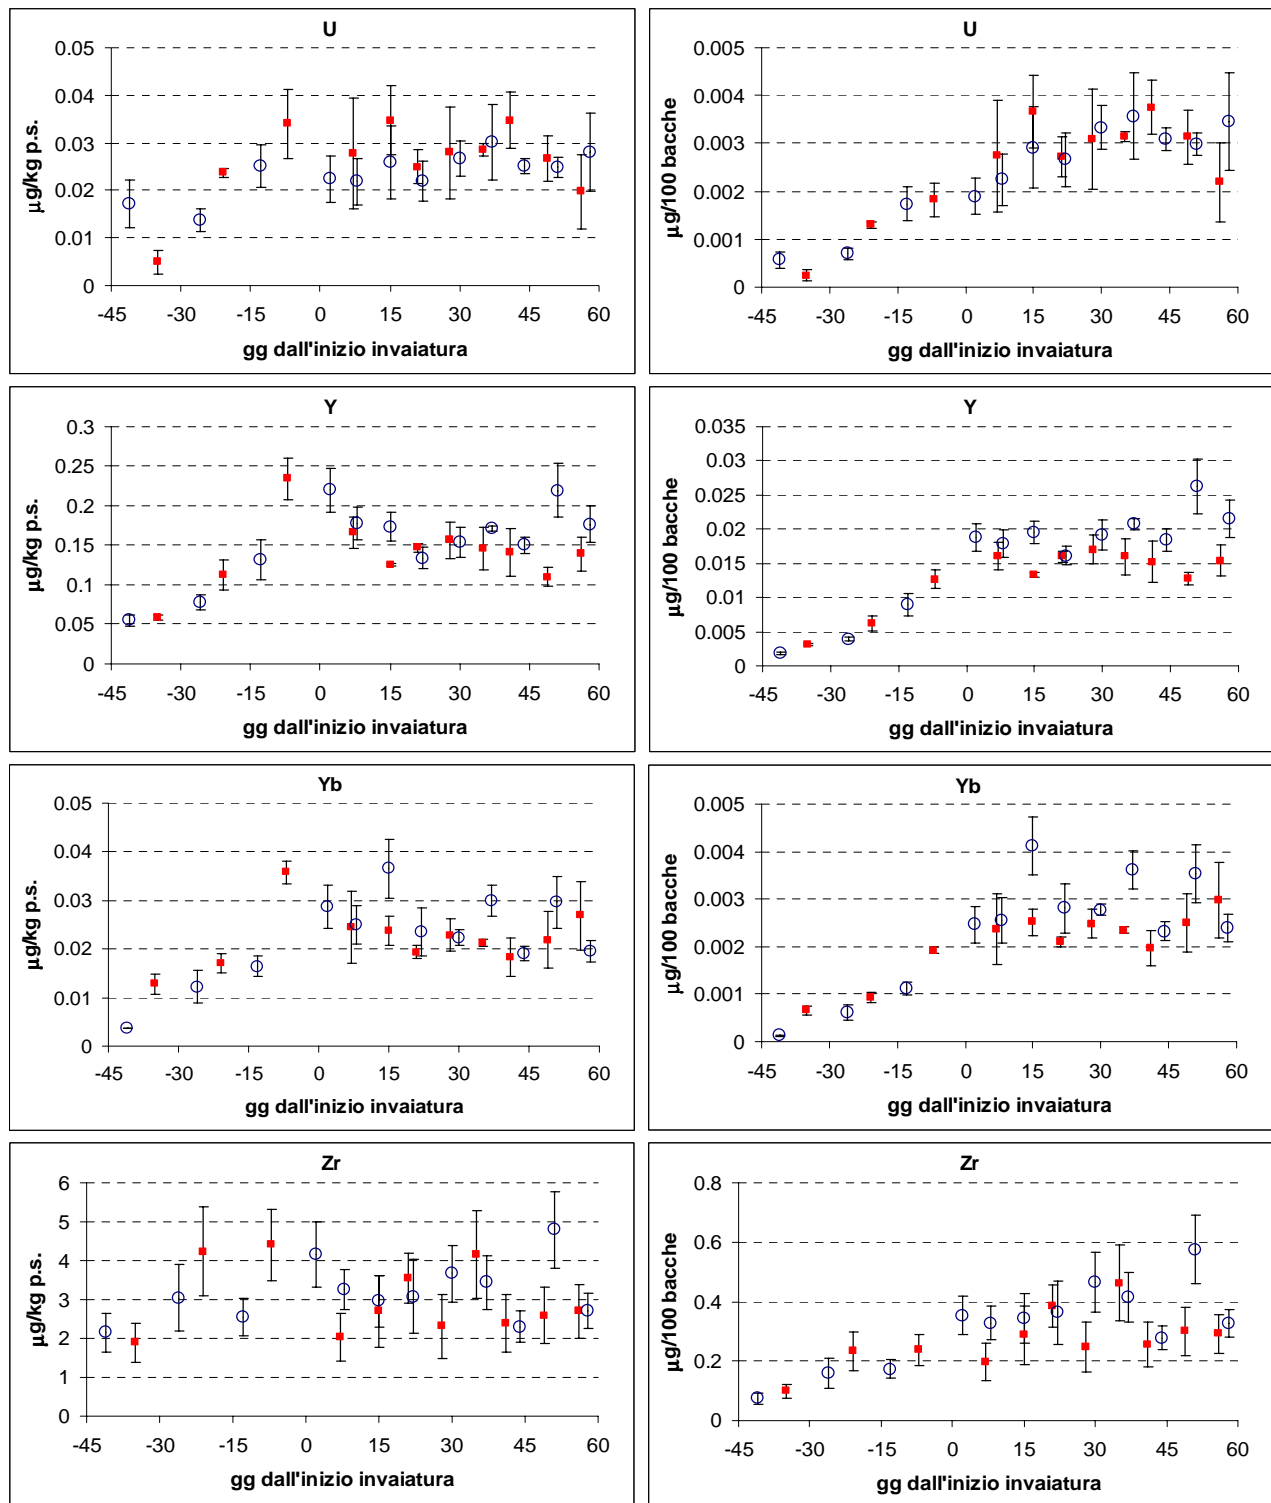 U
0.05
0.04
0.03
0.02
0.01
0
-45 -30 -15 0 15 30 45 60
gg dall'inizio invaiatura
µg/kg p.s.
U
0.005
0.004
0.003
0.002
0.001
0
-45 -30 -15 0 15 30 45 60
gg dall'inizio invaiatura
µg/100 bacche
Y
0.3
0.25
0.2
0.15
0.1
0.05
0
-45 -30 -15 0 15 30 45 60
gg dall'inizio invaiatura
µg/kg p.s.
Y
0.035
0.03
0.025
0.02
0.015
0.01
0.005
0
-45 -30 -15 0 15 30 45 60
gg dall'inizio invaiatura
µg/100 bacche
Yb
0.05
0.04
0.03
0.02
0.01
0
-45 -30 -15 0 15 30 45 60
gg dall'inizio invaiatura
µg/kg p.s.
Yb
0.005
0.004
0.003
0.002
0.001
0
-45 -30 -15 0 15 30 45 60
gg dall'inizio invaiatura
µg/100 bacche
Zr
6
5
4
3
2
1
0
-45 -30 -15 0 15 30 45 60
gg dall'inizio invaiatura
µg/kg p.s.
Zr
0.8
0.6
0.4
0.2
0
-45 -30 -15 0 15 30 45 60
gg dall'inizio invaiatura
µg/100 bacche